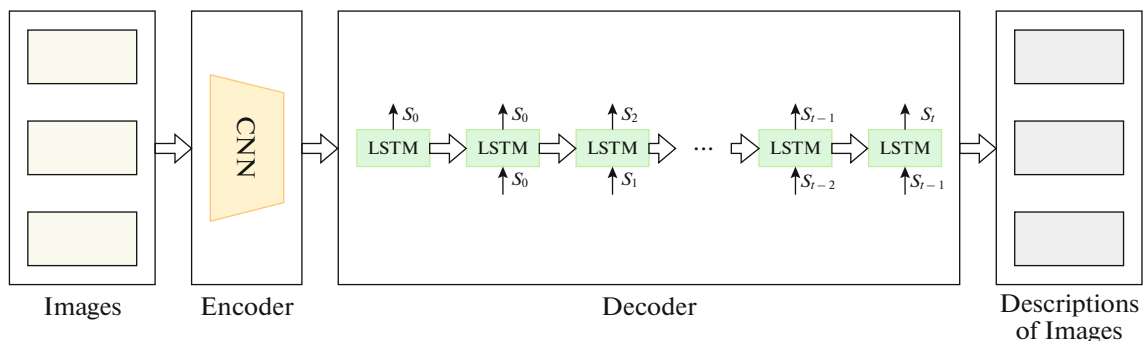 CNN
S₀ S₀ S₂ Sₜ₋₁ Sₜ
LSTM LSTM LSTM ... LSTM LSTM
S₀ S₁ Sₜ₋₂ Sₜ₋₁
Images Encoder Decoder Descriptions
of Images